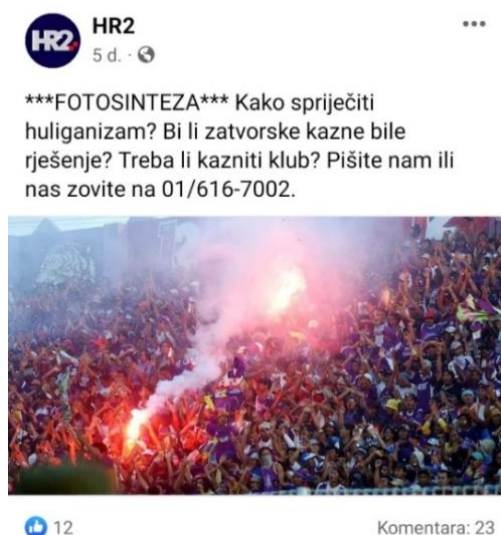 HR2
HR2
5 d. ·
***FOTOSINTEZA*** Kako spriječiti
huliganizam? Bi li zatvorske kazne bile
rješenje? Treba li kazniti klub? Pišite nam ili
nas zovite na 01/616-7002.
12
Komentara: 23